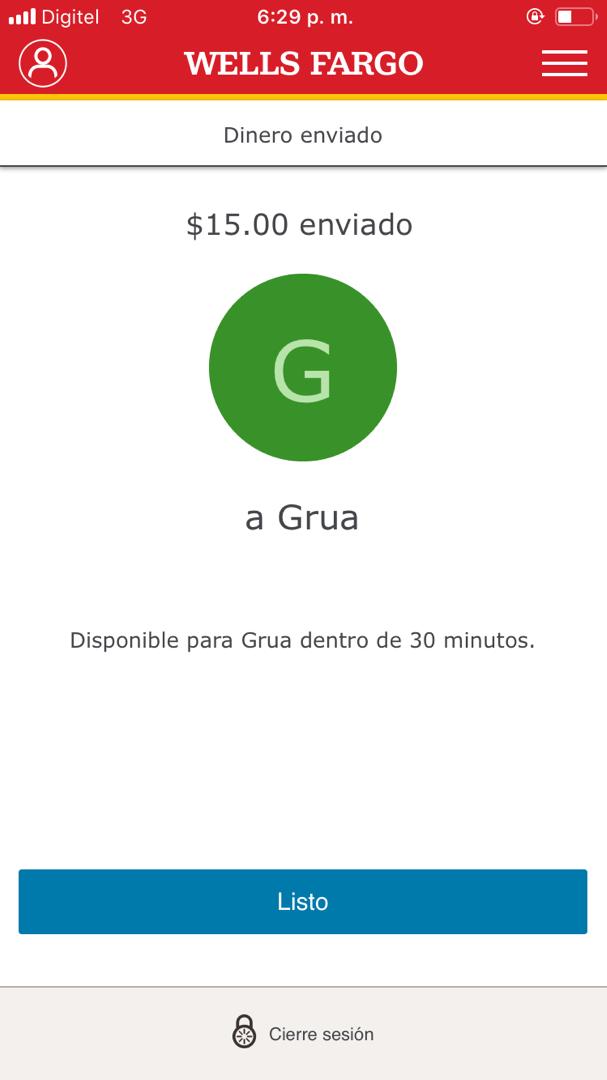 Digitel 3G 6:29 p. m.
WELLS FARGO
Dinero enviado
$15.00 enviado
G
a Grua
Disponible para Grua dentro de 30 minutos.
Listo
Cierre sesión